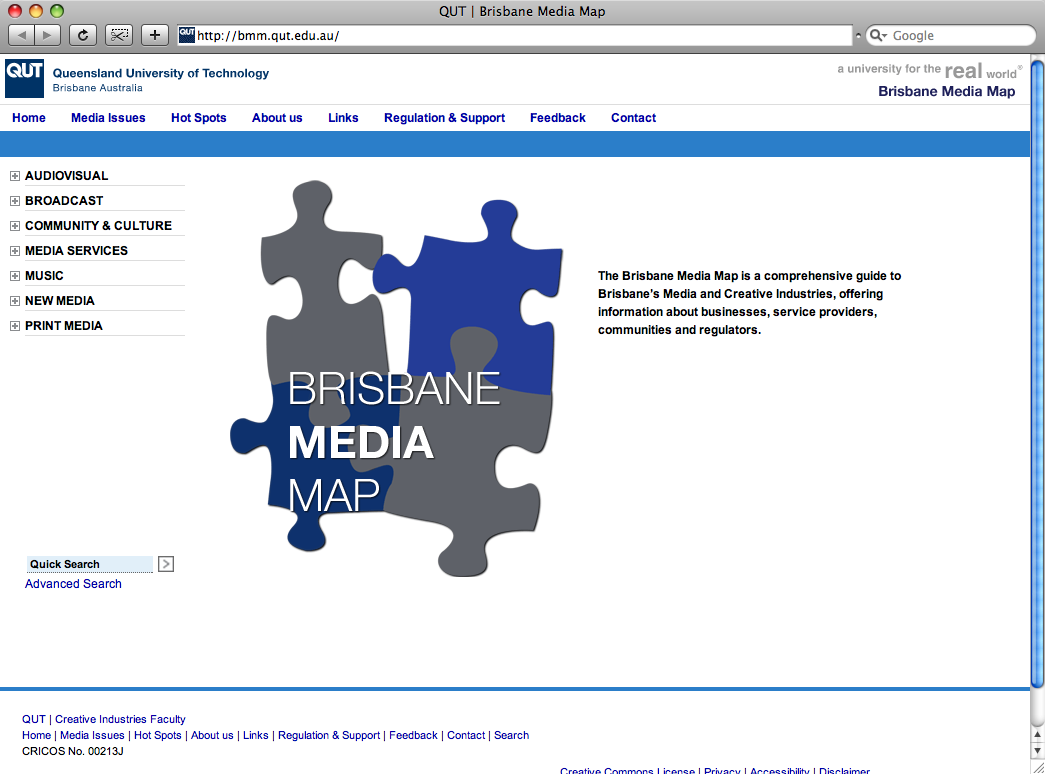 QUT | Brisbane Media Map
QUT http://bmm.qut.edu.au/
Google
QUT
Queensland University of Technology
Brisbane Australia
a university for the real world®
Brisbane Media Map
Home Media Issues Hot Spots About us Links Regulation & Support Feedback Contact
AUDIOVISUAL
BROADCAST
COMMUNITY & CULTURE
MEDIA SERVICES
MUSIC
NEW MEDIA
PRINT MEDIA
BRISBANE
MEDIA
MAP
The Brisbane Media Map is a comprehensive guide to
Brisbane's Media and Creative Industries, offering
information about businesses, service providers,
communities and regulators.
Quick Search
Advanced Search
QUT | Creative Industries Faculty
Home | Media Issues | Hot Spots | About us | Links | Regulation & Support | Feedback | Contact | Search
CRICOS No. 00213J
Creative Commons License | Privacy | Accessibility | Disclaimer